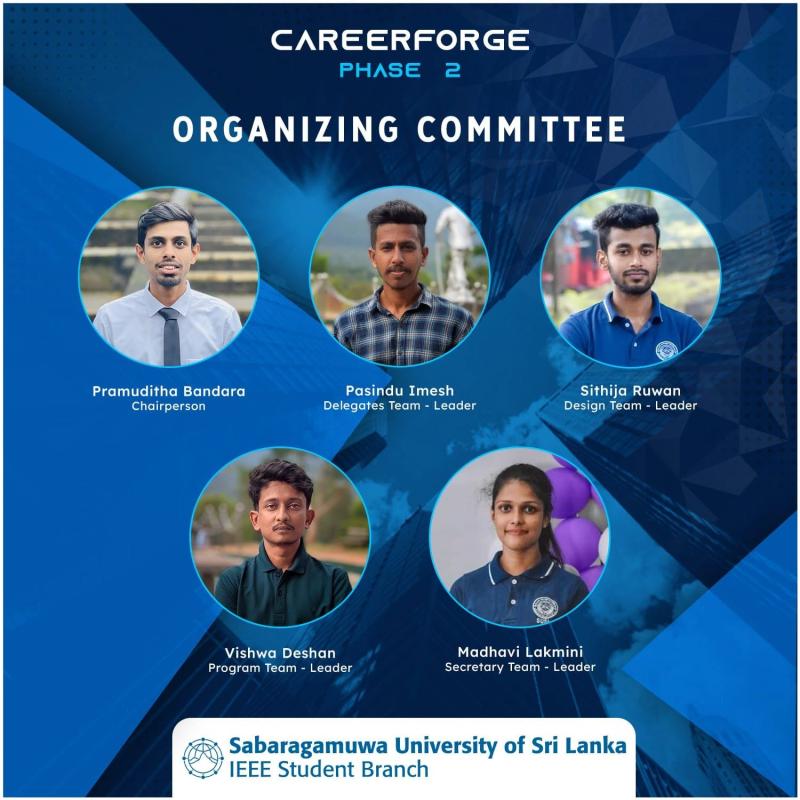 CAREERFORGE
PHASE 2
ORGANIZING COMMITTEE
Pramuditha Bandara
Chairperson
Pasindu Imesh
Delegates Team - Leader
Sithija Ruwan
Design Team - Leader
Vishwa Deshan
Program Team - Leader
Madhavi Lakmini
Secretary Team - Leader
Sabaragamuwa University of Sri Lanka
IEEE Student Branch